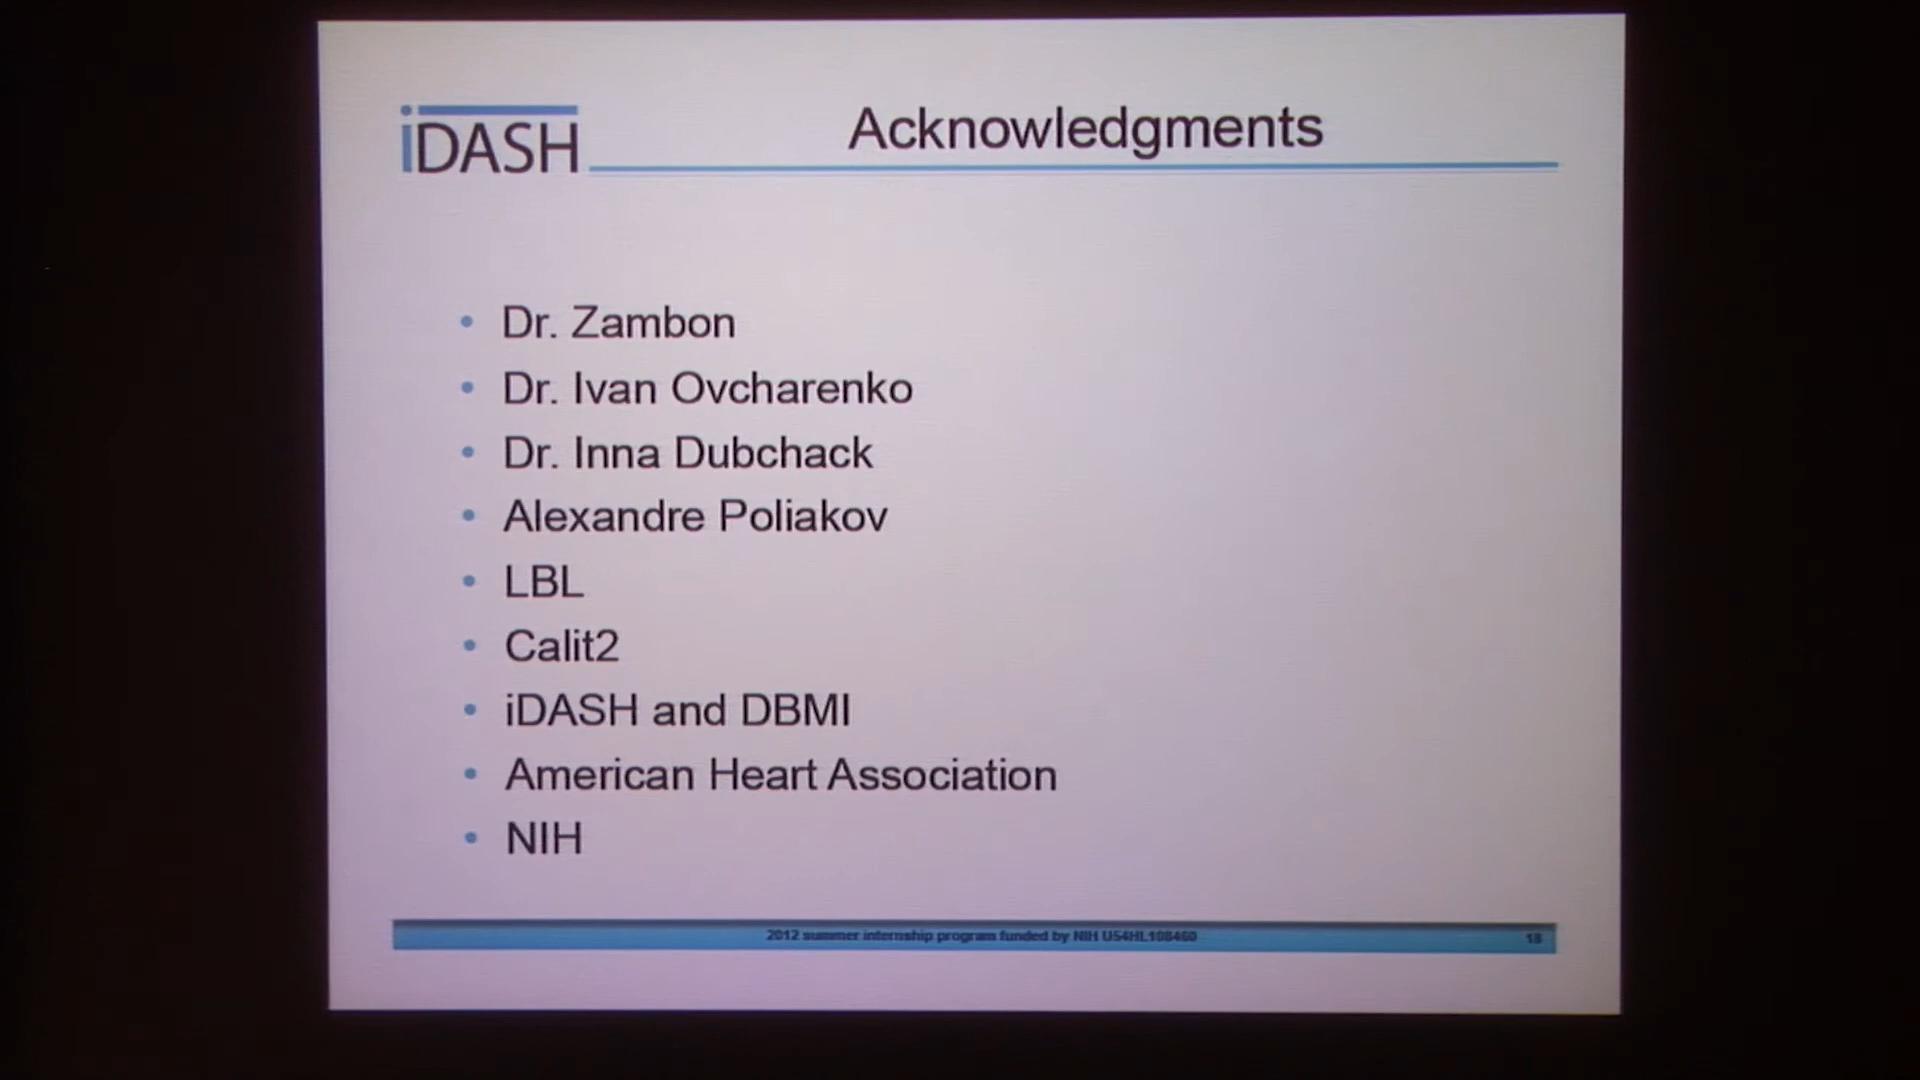 iDASH
Acknowledgments
• Dr. Zambon
• Dr. Ivan Ovcharenko
• Dr. Inna Dubchack
• Alexandre Poliakov
• LBL
• Calit2
• iDASH and DBMI
• American Heart Association
• NIH
2012 summer internship program funded by NIH U54HL108460